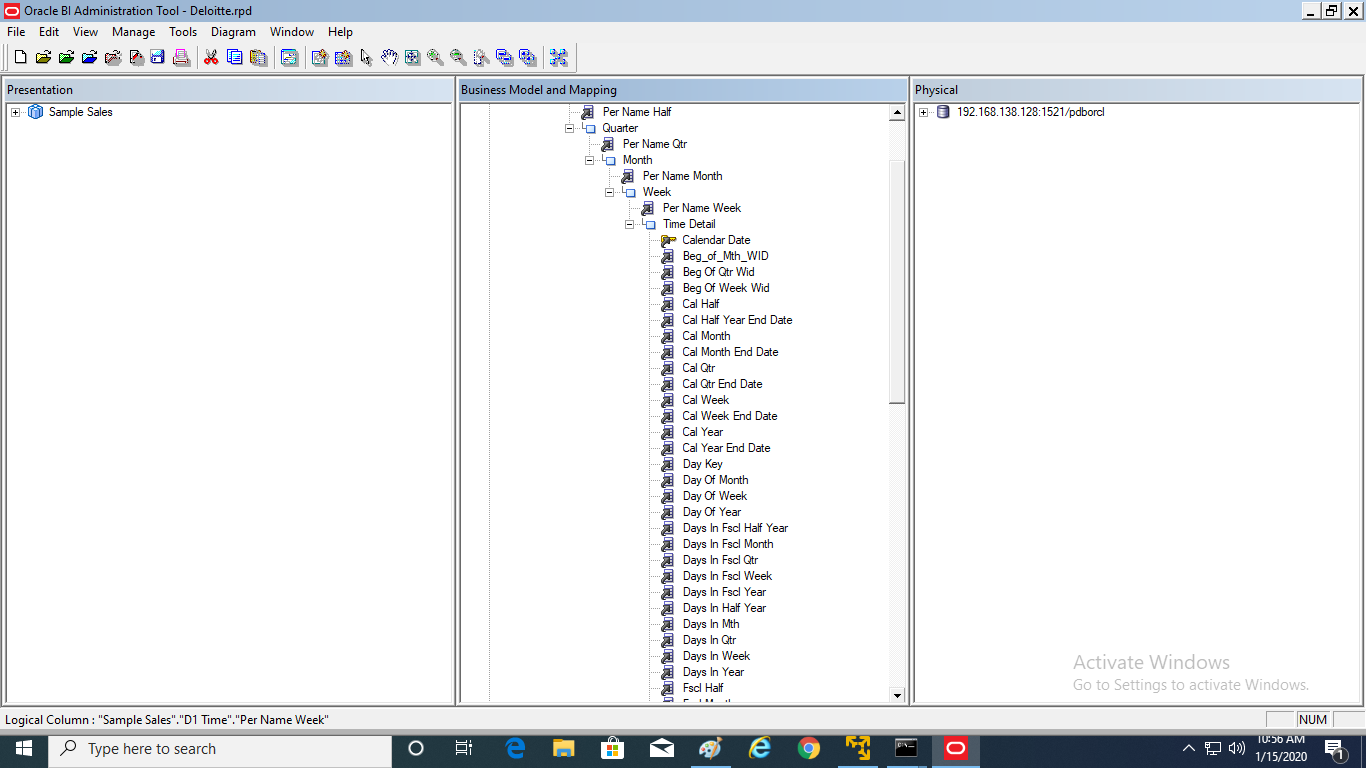 Oracle BI Administration Tool - Deloitte.rpd
File Edit View Manage Tools Diagram Window Help
Presentation
Sample Sales
Business Model and Mapping
Per Name Half
Quarter
Per Name Qtr
Month
Per Name Month
Week
Per Name Week
Time Detail
Calendar Date
Beg_of_Mth_WID
Beg Of Qtr Wid
Beg Of Week Wid
Cal Half
Cal Half Year End Date
Cal Month
Cal Month End Date
Cal Qtr
Cal Qtr End Date
Cal Week
Cal Week End Date
Cal Year
Cal Year End Date
Day Key
Day Of Month
Day Of Week
Day Of Year
Days In Fscl Half Year
Days In Fscl Month
Days In Fscl Qtr
Days In Fscl Week
Days In Fscl Year
Days In Half Year
Days In Mth
Days In Qtr
Days In Week
Days In Year
Fscl Half
Physical
192.168.138.128:1521/pdborcl
Activate Windows
Go to Settings to activate Windows.
Logical Column : "Sample Sales"."D1 Time"."Per Name Week"
NUM
Type here to search
10:56 AM
1/15/2020
1